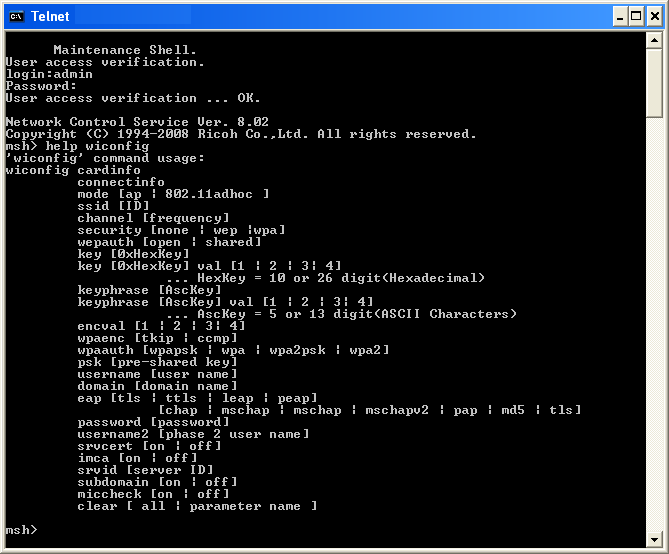 Telnet
Maintenance Shell.
User access verification.
login:admin
Password:
User access verification ... OK.
Network Control Service Ver. 8.02
Copyright (C) 1994-2008 Ricoh Co.,Ltd. All rights reserved.
msh> help wiconfig
'wiconfig' command usage:
wiconfig cardinfo
connectinfo
mode [ap ¦ 802.11adhoc ]
ssid [ID]
channel [frequency]
security [none ¦ wep ¦wpa]
wepauth [open ¦ shared]
key [0xHexKey]
key [0xHexKey] val [1 ¦ 2 ¦ 3¦ 4]
... HexKey = 10 or 26 digit(Hexadecimal)
keyphrase [AscKey]
keyphrase [AscKey] val [1 ¦ 2 ¦ 3¦ 4]
... AscKey = 5 or 13 digit(ASCII Characters)
encval [1 ¦ 2 ¦ 3¦ 4]
wpaenc [tkip ¦ ccmp]
wpaauth [wpapsk ¦ wpa ¦ wpa2psk ¦ wpa2]
psk [pre-shared key]
username [user name]
domain [domain name]
eap [tls ¦ ttls ¦ leap ¦ peap]
[chap ¦ mschap ¦ mschap ¦ mschapv2 ¦ pap ¦ md5 ¦ tls]
password [password]
username2 [phase 2 user name]
srvcert [on ¦ off]
imca [on ¦ off]
srvid [server ID]
subdomain [on ¦ off]
miccheck [on ¦ off]
clear [ all ¦ parameter name ]
msh>